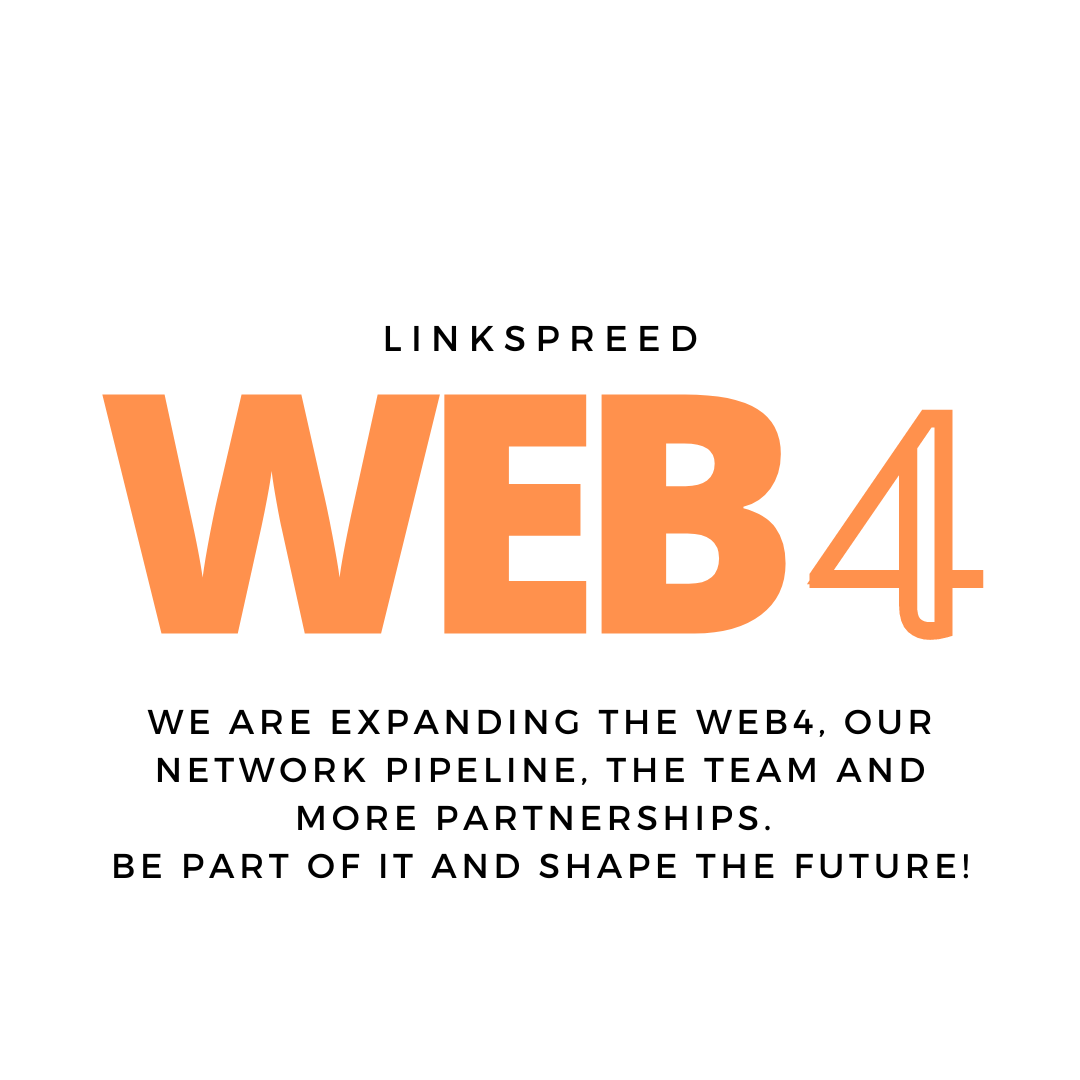 LINKSPREED
WEB4
WE ARE EXPANDING THE WEB4, OUR
NETWORK PIPELINE, THE TEAM AND
MORE PARTNERSHIPS.
BE PART OF IT AND SHAPE THE FUTURE!